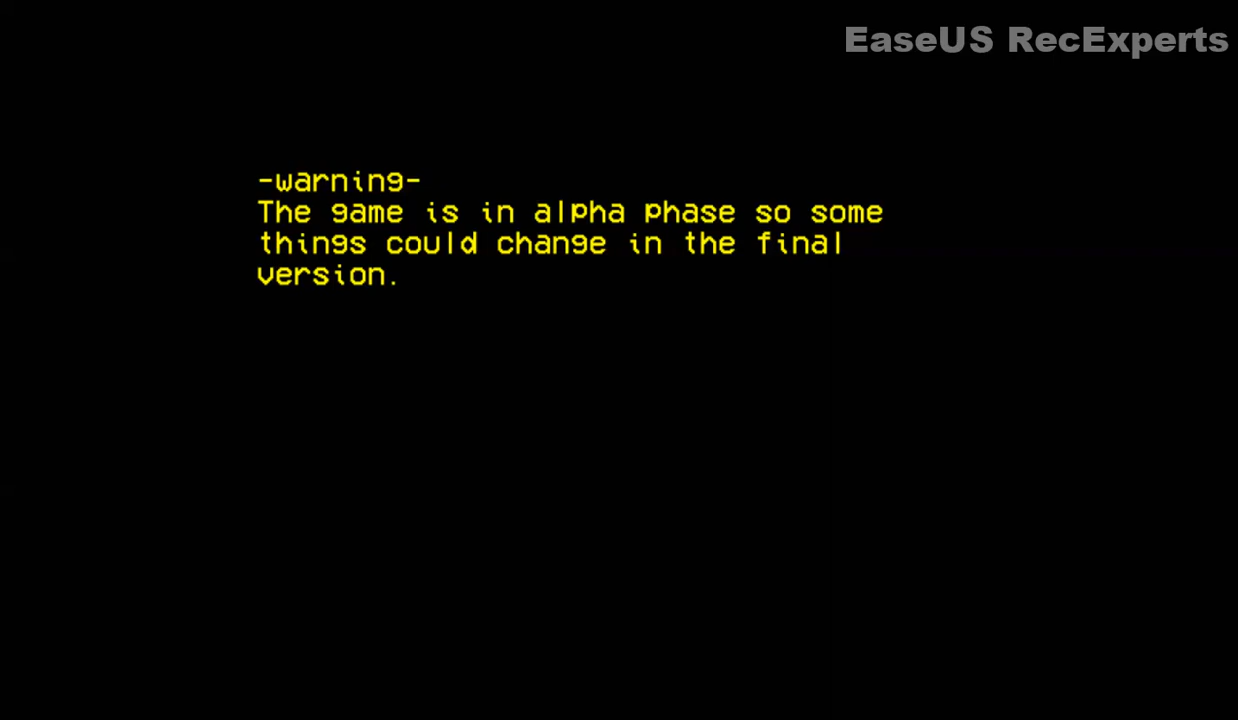 EaseUS RecExperts
-warning-
The game is in alpha phase so some
things could change in the final
version.